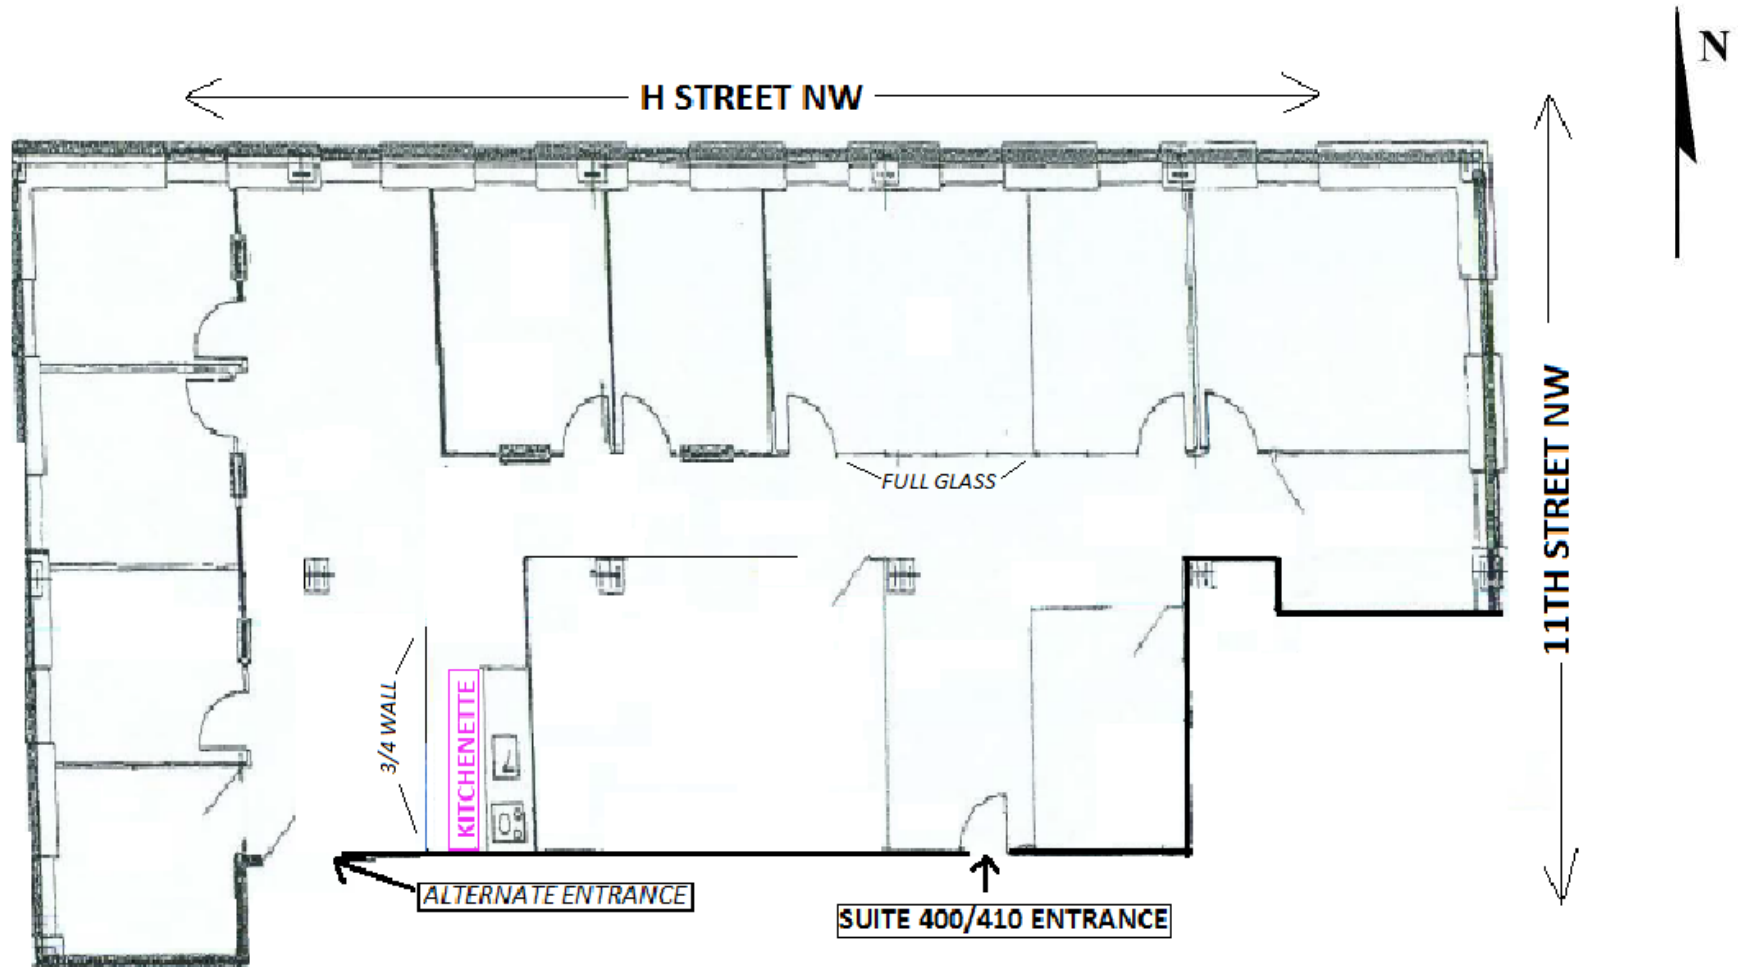 N
H STREET NW
11TH STREET NW
FULL GLASS
3/4 WALL
KITCHENETTE
ALTERNATE ENTRANCE
SUITE 400/410 ENTRANCE